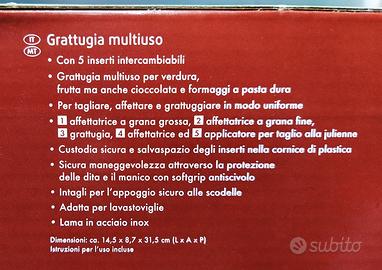 IT
MT
Grattugia multiuso
• Con 5 inserti intercambiabili
• Grattugia multiuso per verdura,
frutta ma anche cioccolata e formaggi a pasta dura
• Per tagliare, affettare e grattuggiare in modo uniforme
• 1 affettatrice a grana grossa, 2 affettatrice a grana fine,
3 grattugia, 4 affettatrice ed 5 applicatore per taglio alla julienne
• Custodia sicura e salvaspazio degli inserti nella cornice di plastica
• Sicura maneggevolezza attraverso la protezione
delle dita e il manico con softgrip antiscivolo
• Intagli per l'appoggio sicuro alle scodelle
• Adatta per lavastoviglie
• Lama in acciaio inox
Dimensioni: ca. 14,5 x 8,7 x 31,5 cm (L x A x P)
Istruzioni per l'uso incluse
subito